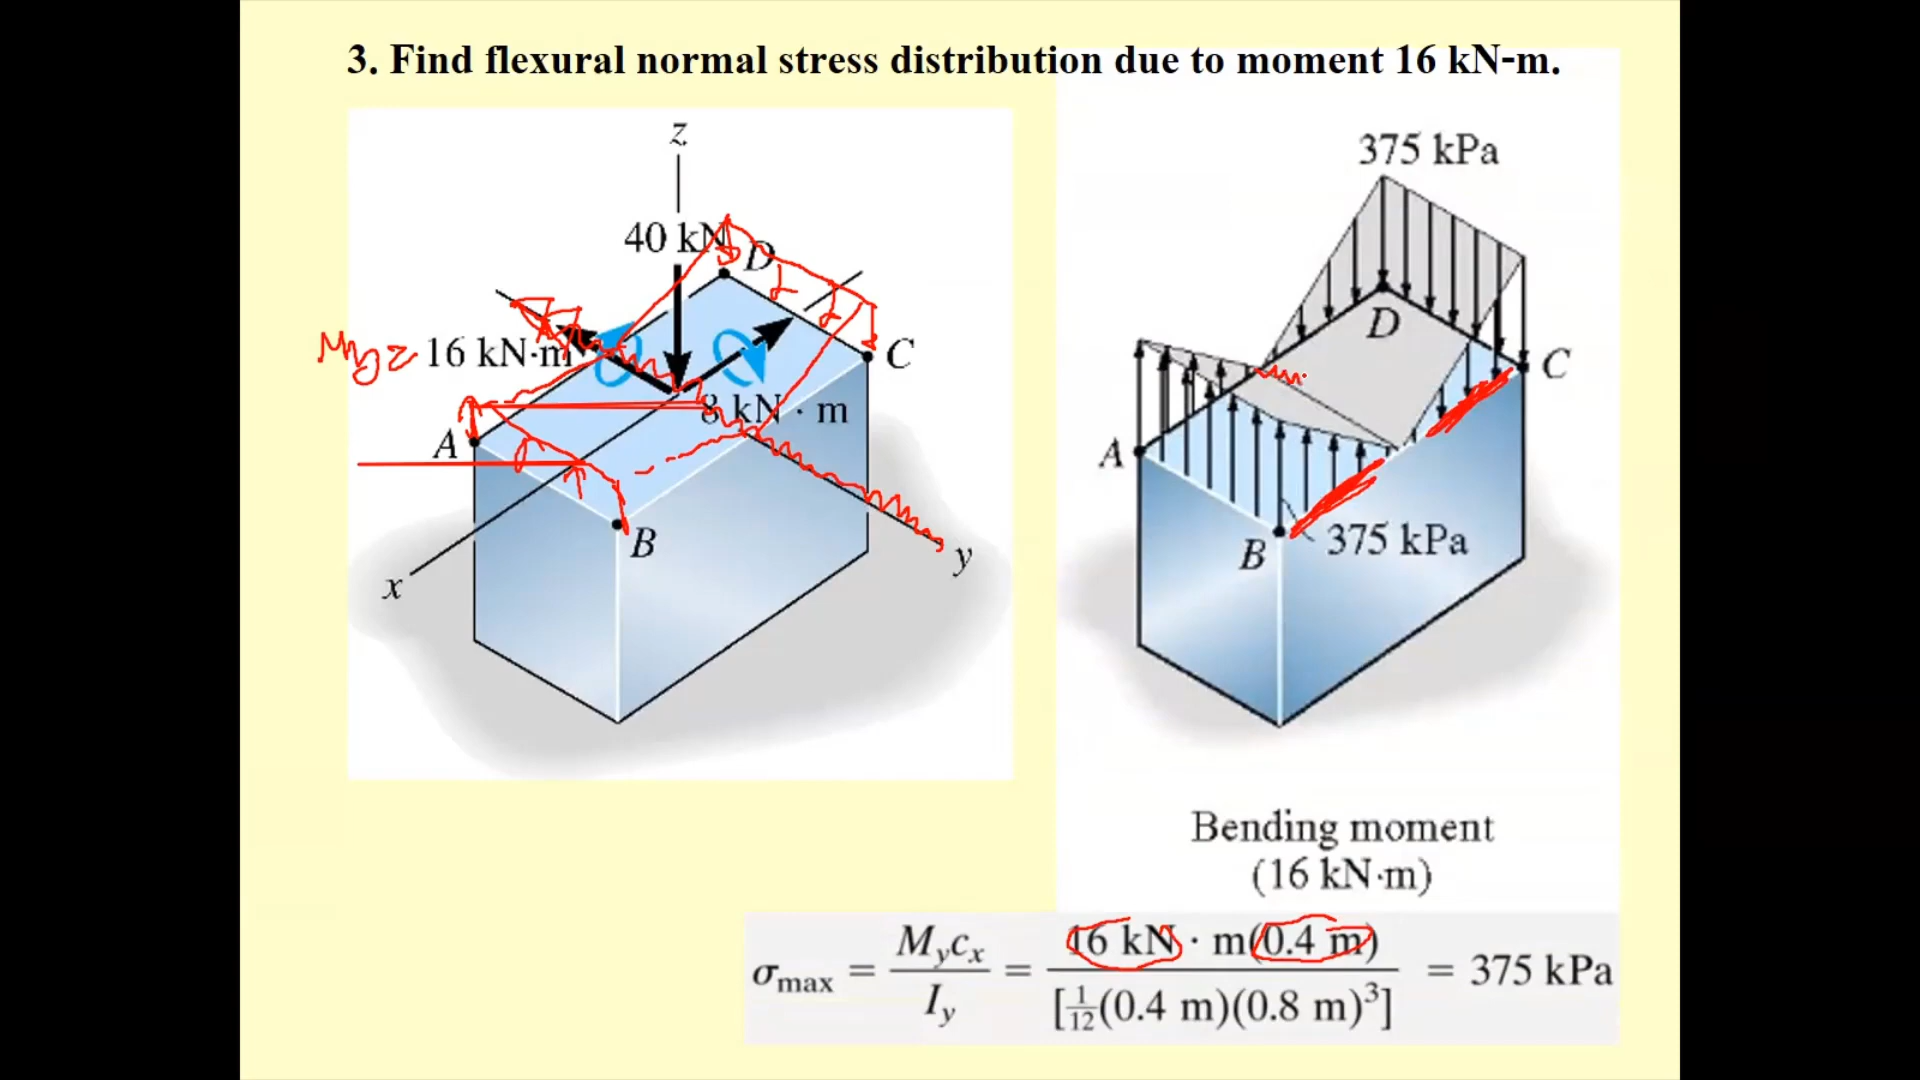 3. Find flexural normal stress distribution due to moment 16 kN-m.
z
40 kN
D
My = 16 kN·m
C
8 kN · m
A
B
x
y
375 kPa
D
C
A
B
375 kPa
Bending moment
(16 kN·m)
σmax = Mycx / Iy = 16 kN · m(0.4 m) / [1/12(0.4 m)(0.8 m)³] = 375 kPa